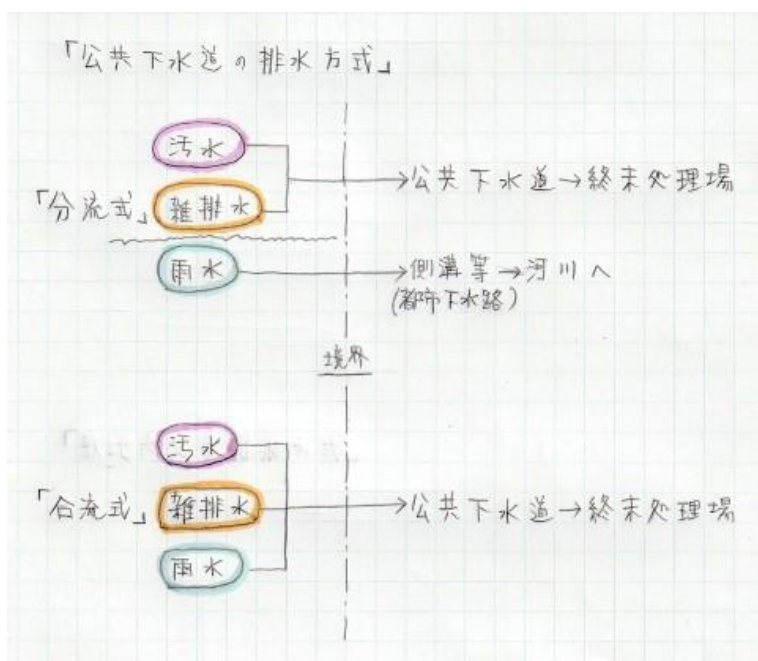 「公共下水道の排水方式」
汚水
→公共下水道→終末処理場
「分流式」 雑排水
雨水 →側溝等→河川へ
(都市下水路)
境界
汚水
「合流式」 雑排水 →公共下水道→終末処理場
雨水